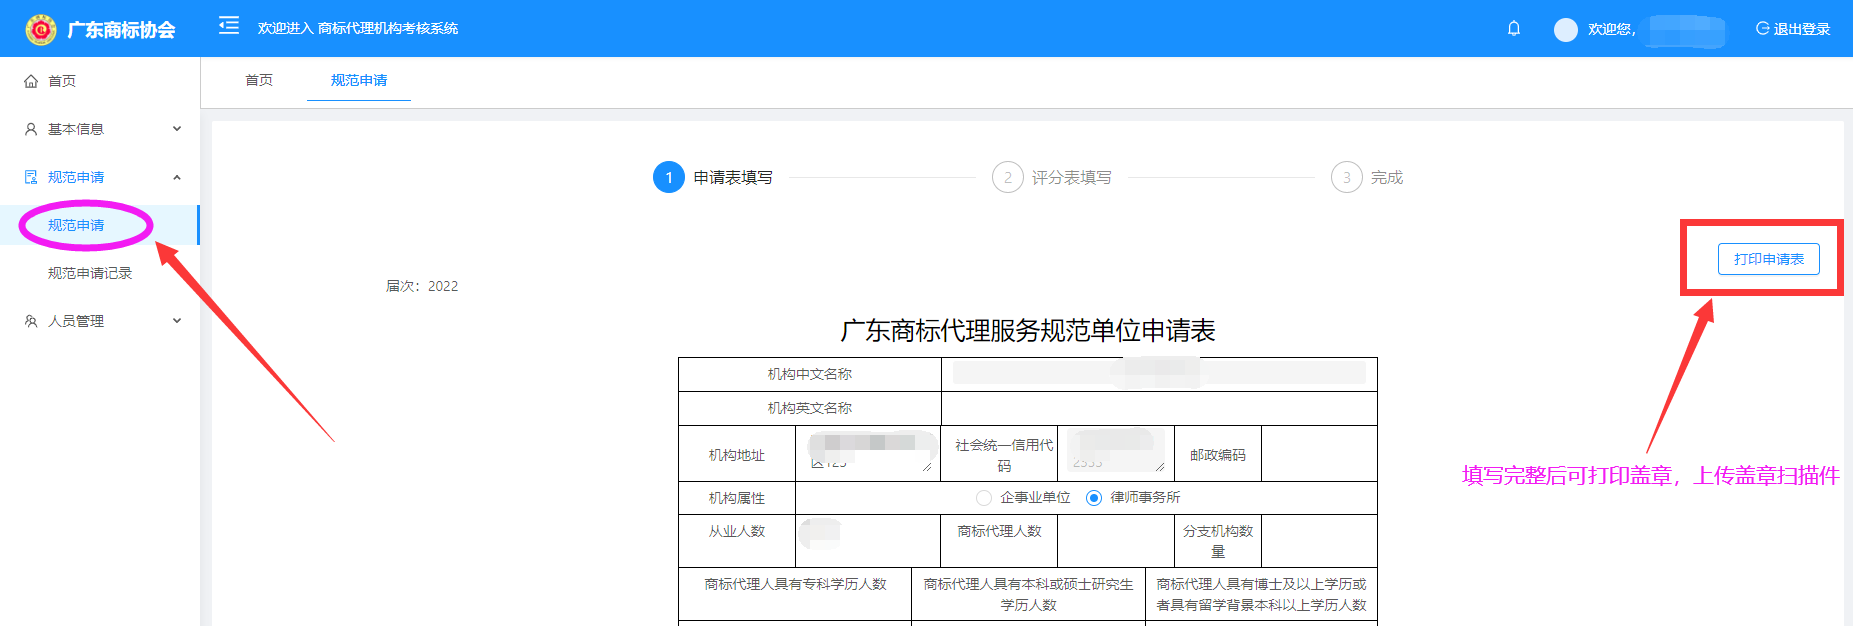 广东商标协会
欢迎进入 商标代理机构考核系统
欢迎您,
退出登录
首页
基本信息
规范申请
规范申请
规范申请记录
人员管理
首页
规范申请
1 申请表填写
2 评分表填写
3 完成
打印申请表
届次：2022
填写完整后可打印盖章，上传盖章扫描件
广东商标代理服务规范单位申请表
机构中文名称
机构英文名称
机构地址
社会统一信用代码
邮政编码
机构属性
企事业单位
律师事务所
从业人数
商标代理人数
分支机构数量
商标代理人具有专科学历人数
商标代理人具有本科或硕士研究生
学历人数
商标代理人具有博士及以上学历或
者具有留学背景本科以上学历人数